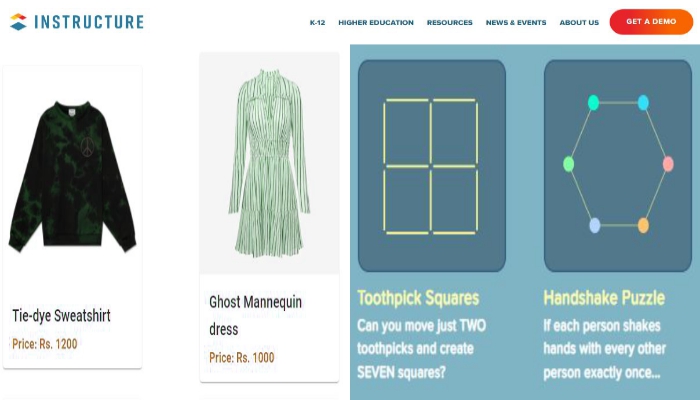 INSTRUCTURE
K-12 HIGHER EDUCATION RESOURCES NEWS & EVENTS ABOUT US GET A DEMO
Tie-dye Sweatshirt
Price: Rs. 1200
Ghost Mannequin
dress
Price: Rs. 1000
Toothpick Squares
Can you move just TWO
toothpicks and create
SEVEN squares?
Handshake Puzzle
If each person shakes
hands with every other
person exactly once...